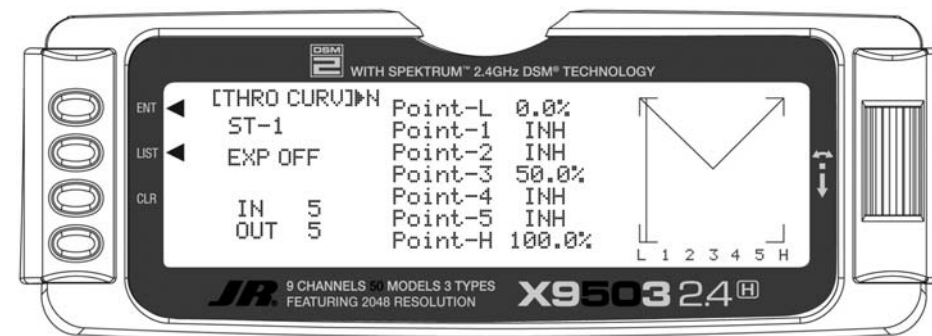 DSM
2
WITH SPEKTRUM™ 2.4GHz DSM® TECHNOLOGY
ENT
LIST
CLR
[THRO CURV]▶N
ST-1
EXP OFF
IN 5
OUT 5
Point-L 0.0%
Point-1 INH
Point-2 INH
Point-3 50.0%
Point-4 INH
Point-5 INH
Point-H 100.0%
L 1 2 3 4 5 H
JR®
9 CHANNELS 50 MODELS 3 TYPES
FEATURING 2048 RESOLUTION
X9503 2.4 H